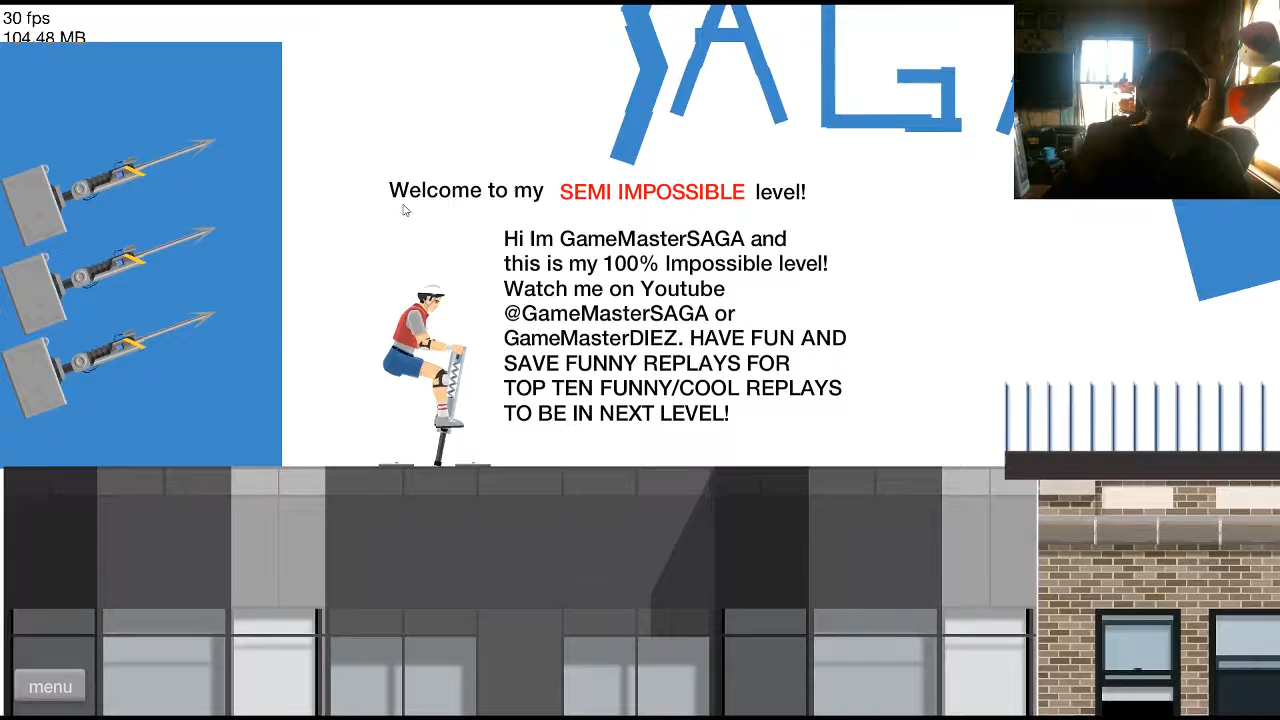 30 fps
104.48 MB
SAG
Welcome to my SEMI IMPOSSIBLE level!
Hi Im GameMasterSAGA and
this is my 100% Impossible level!
Watch me on Youtube
@GameMasterSAGA or
GameMasterDIEZ. HAVE FUN AND
SAVE FUNNY REPLAYS FOR
TOP TEN FUNNY/COOL REPLAYS
TO BE IN NEXT LEVEL!
menu